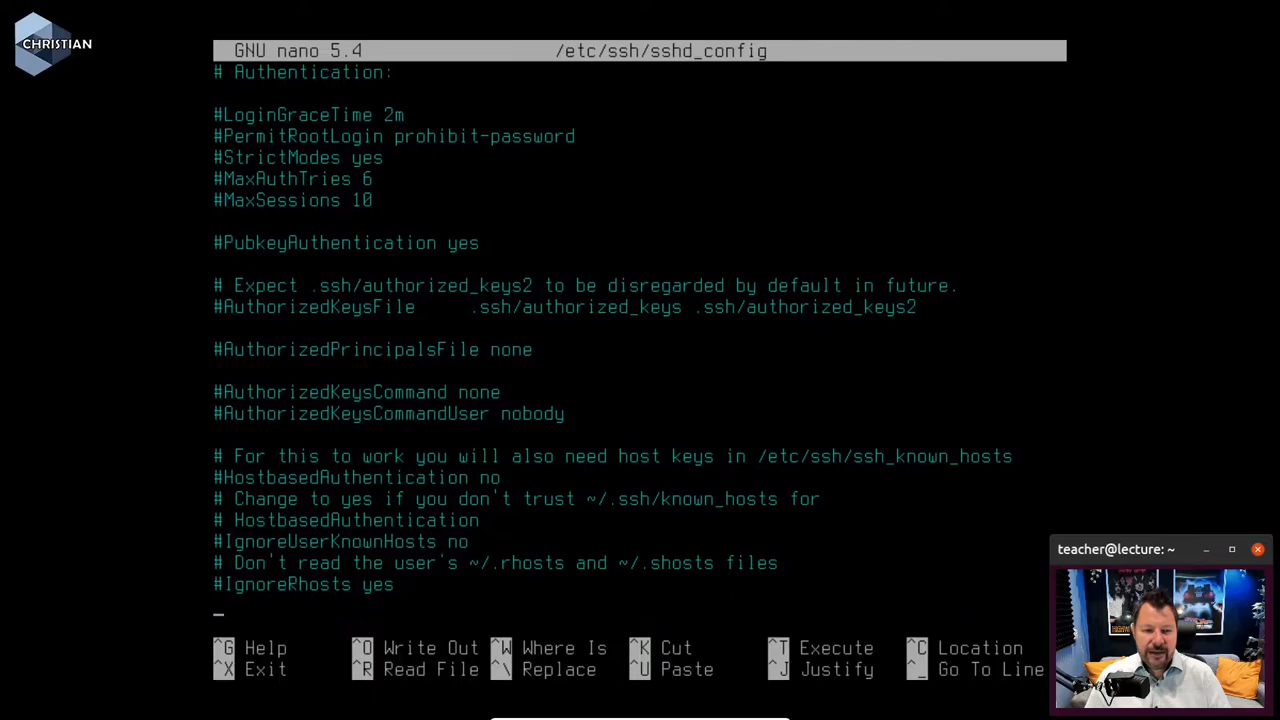 CHRISTIAN
GNU nano 5.4 /etc/ssh/sshd_config
# Authentication:
#LoginGraceTime 2m
#PermitRootLogin prohibit-password
#StrictModes yes
#MaxAuthTries 6
#MaxSessions 10
#PubkeyAuthentication yes
# Expect .ssh/authorized_keys2 to be disregarded by default in future.
#AuthorizedKeysFile .ssh/authorized_keys .ssh/authorized_keys2
#AuthorizedPrincipalsFile none
#AuthorizedKeysCommand none
#AuthorizedKeysCommandUser nobody
# For this to work you will also need host keys in /etc/ssh/ssh_known_hosts
#HostbasedAuthentication no
# Change to yes if you don't trust ~/.ssh/known_hosts for
# HostbasedAuthentication
#IgnoreUserKnownHosts no
# Don't read the user's ~/.rhosts and ~/.shosts files
#IgnoreRhosts yes
teacher@lecture: ~
^G Help ^O Write Out ^W Where Is ^K Cut ^T Execute ^C Location
^X Exit ^R Read File ^\ Replace ^U Paste ^J Justify ^_ Go To Line